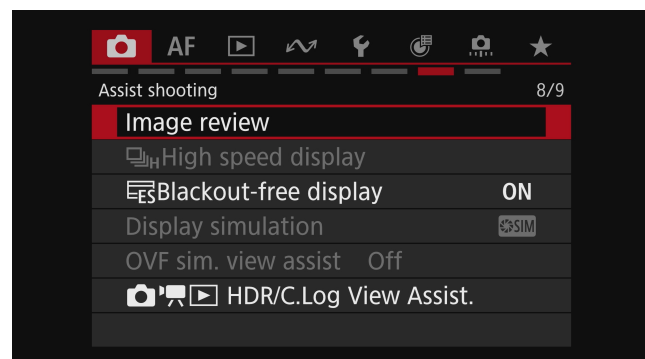 AF
Assist shooting 8/9
Image review
H High speed display
ES Blackout-free display ON
Display simulation SIM
OVF sim. view assist Off
HDR/C.Log View Assist.